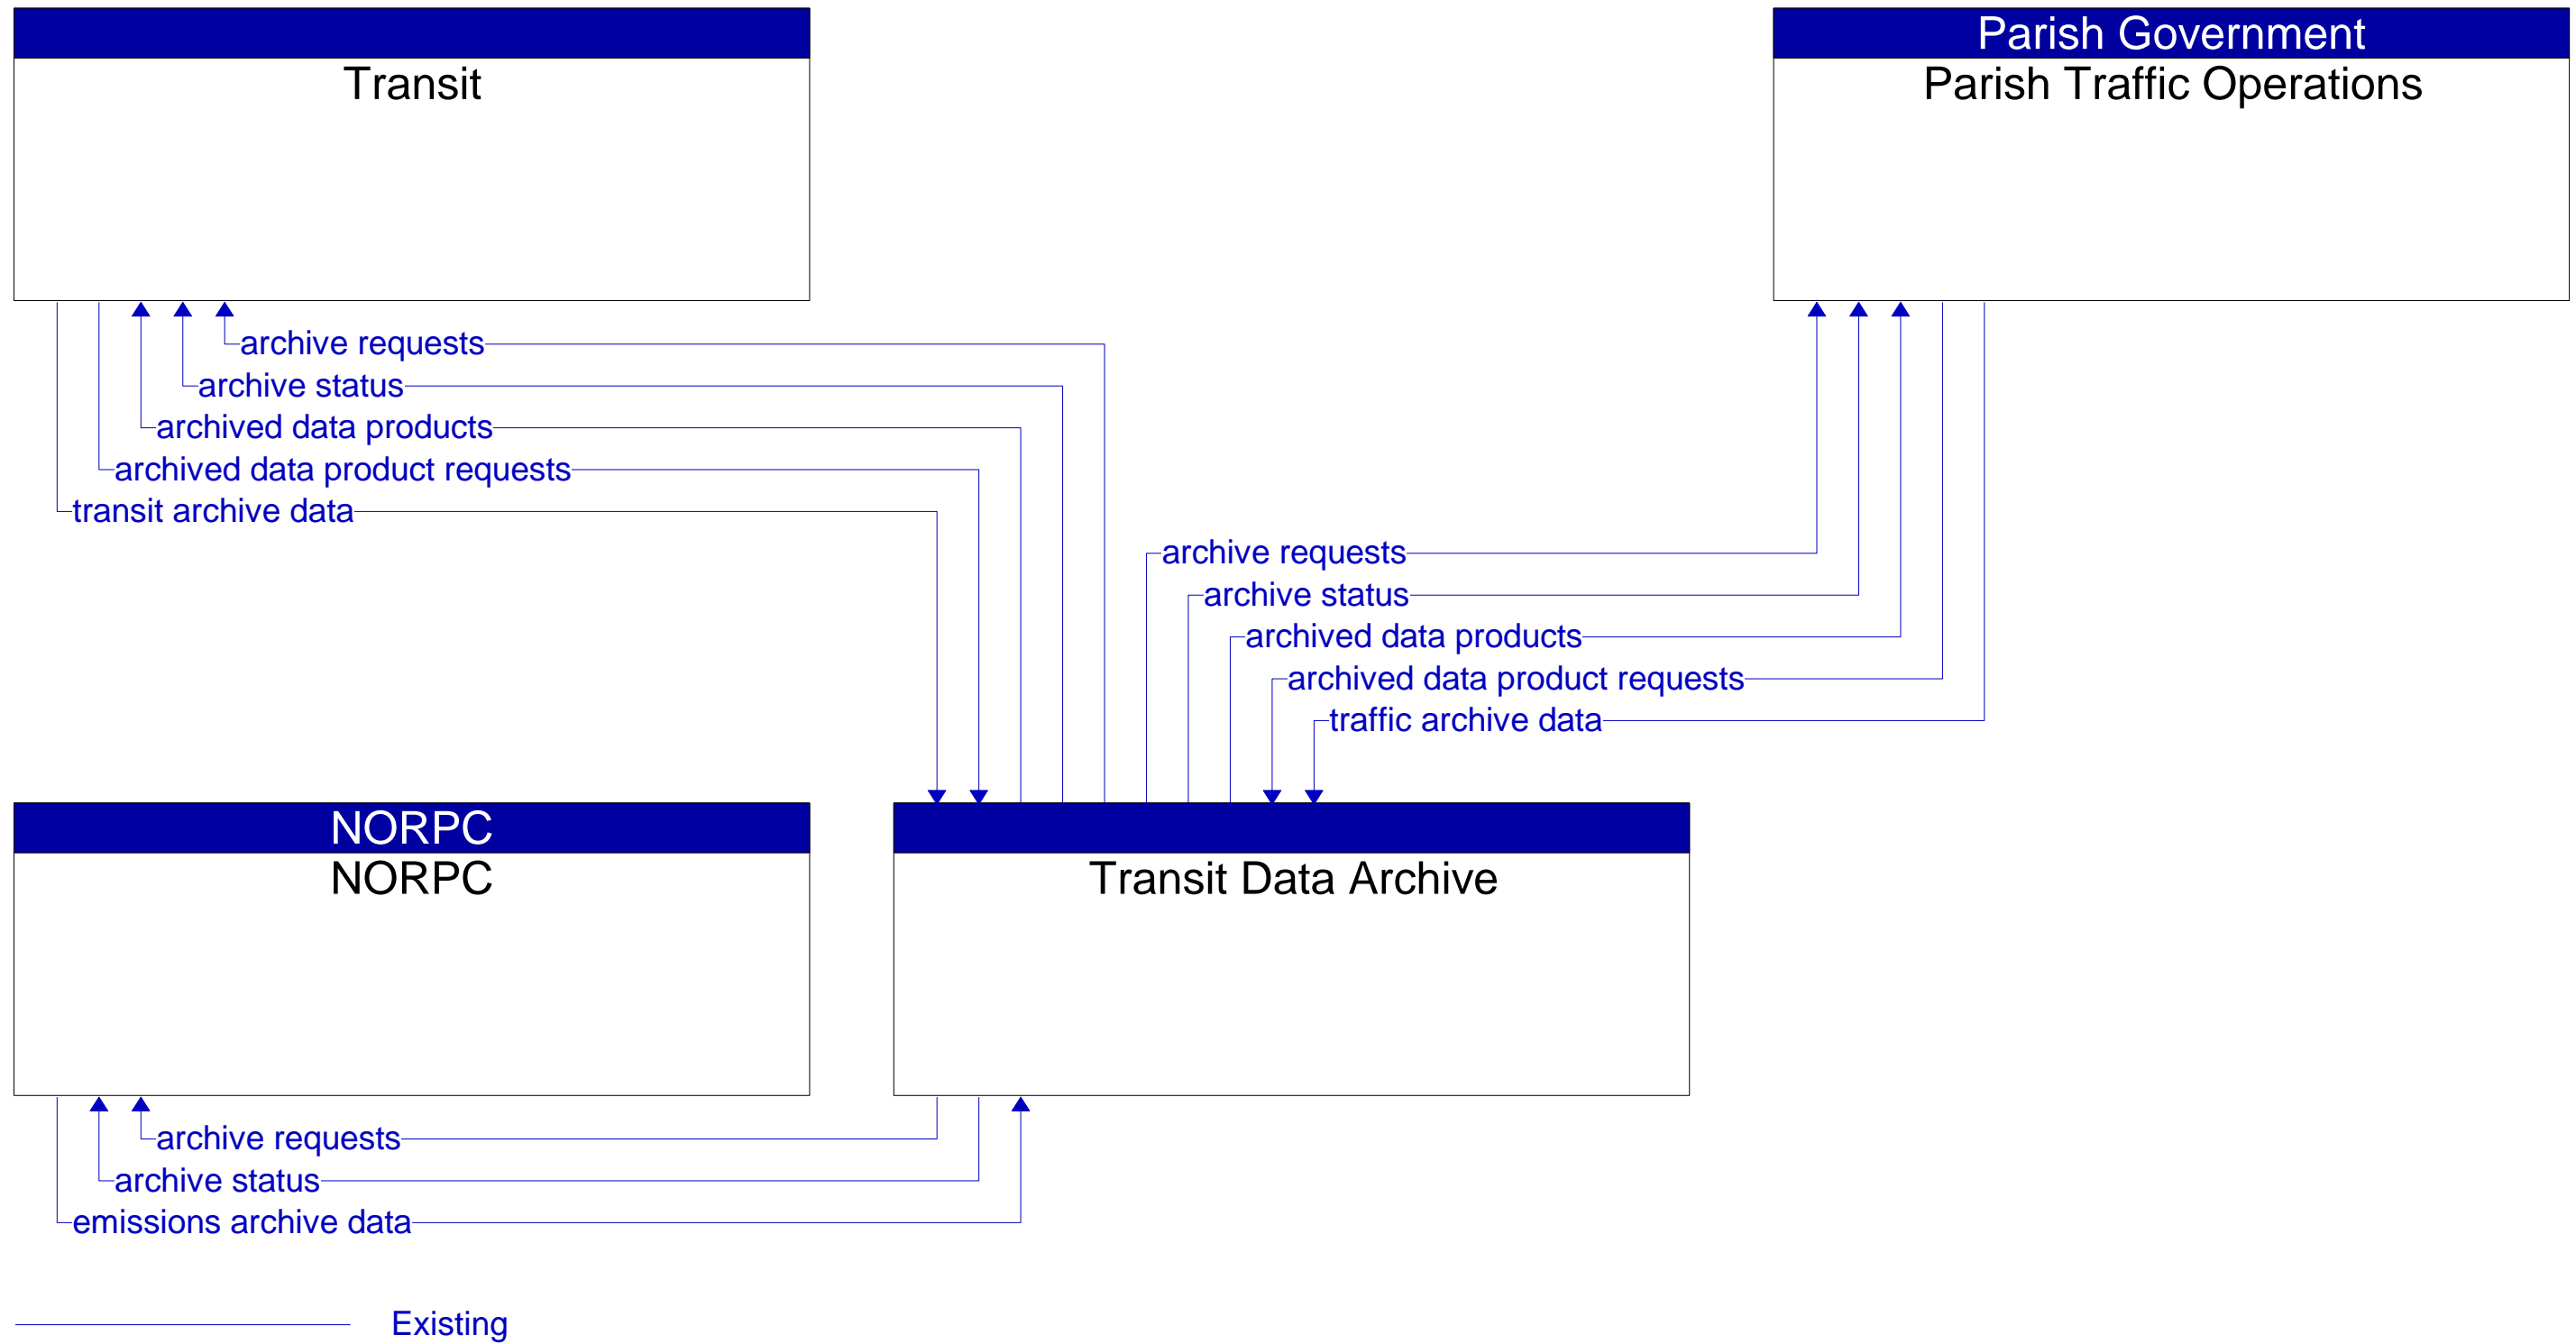 Transit
Parish Government
Parish Traffic Operations
archive requests
archive status
archived data products
archived data product requests
transit archive data
archive requests
archive status
archived data products
archived data product requests
traffic archive data
NORPC
NORPC
Transit Data Archive
archive requests
archive status
emissions archive data
Existing